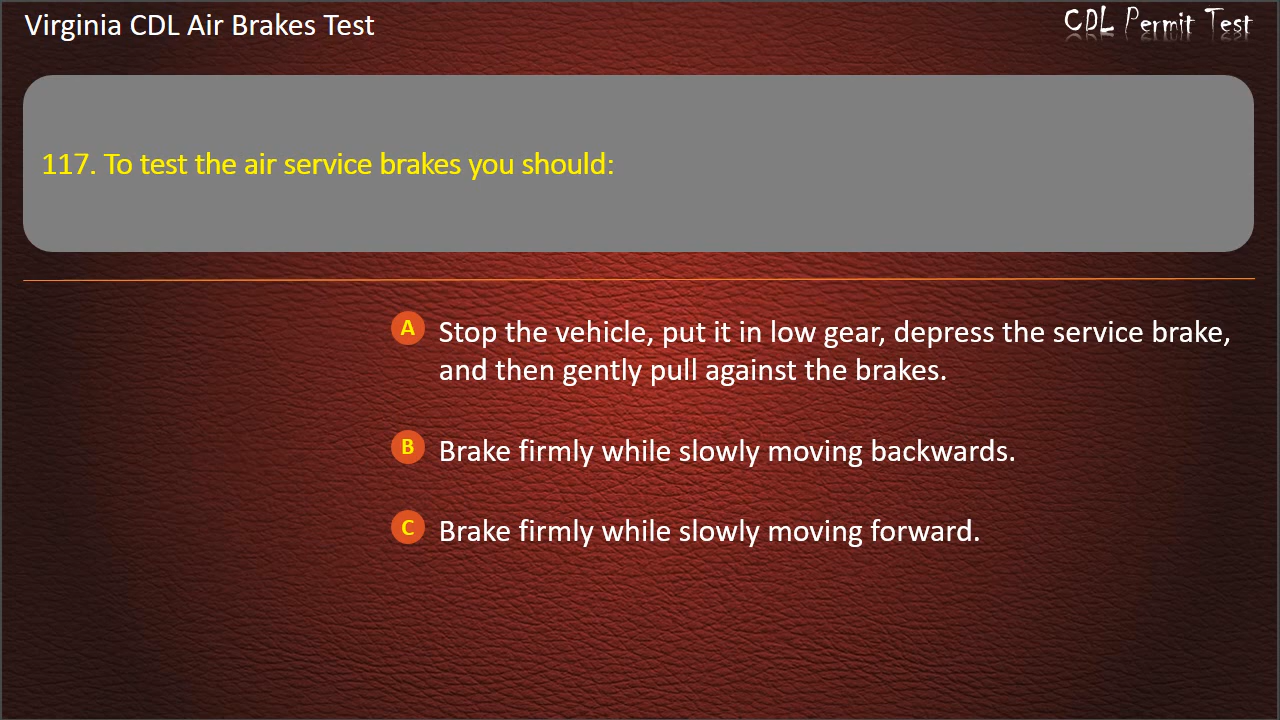 Virginia CDL Air Brakes Test
CDL Permit Test
117. To test the air service brakes you should:
A Stop the vehicle, put it in low gear, depress the service brake,
and then gently pull against the brakes.
B Brake firmly while slowly moving backwards.
C Brake firmly while slowly moving forward.